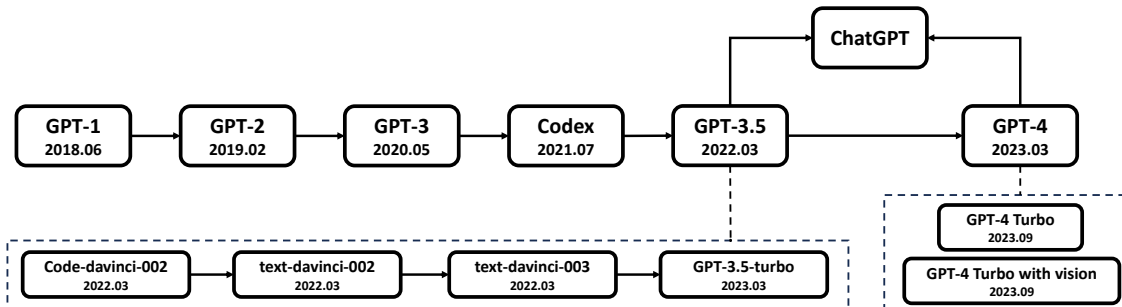 ChatGPT
GPT-1
2018.06
GPT-2
2019.02
GPT-3
2020.05
Codex
2021.07
GPT-3.5
2022.03
GPT-4
2023.03
Code-davinci-002
2022.03
text-davinci-002
2022.03
text-davinci-003
2022.03
GPT-3.5-turbo
2023.03
GPT-4 Turbo
2023.09
GPT-4 Turbo with vision
2023.09